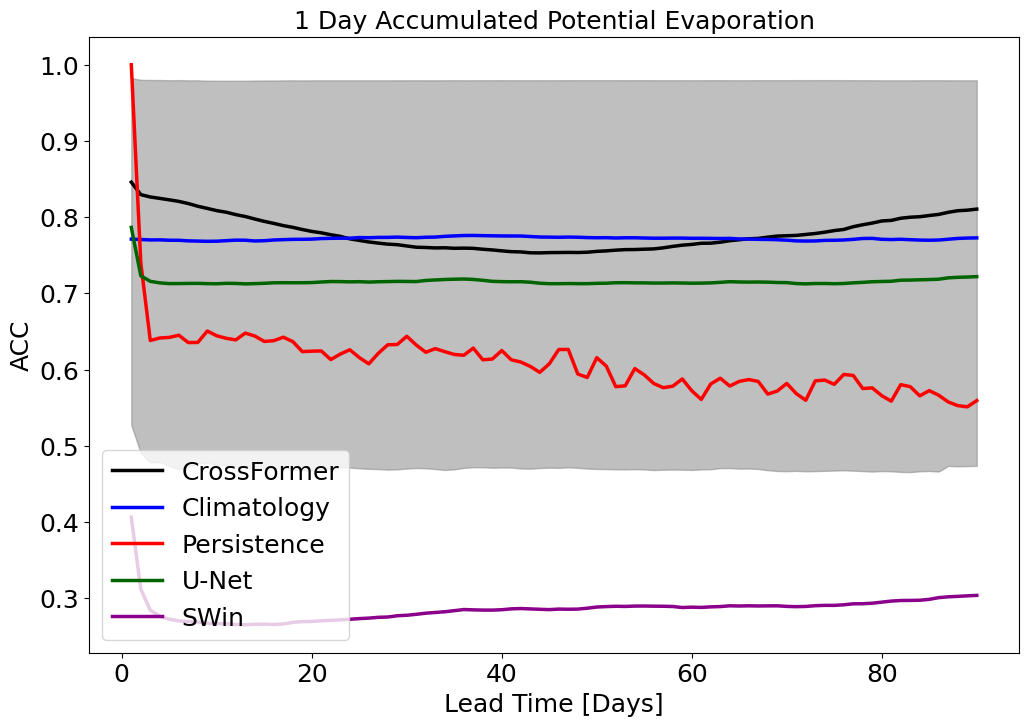 1 Day Accumulated Potential Evaporation
1.0
0.9
0.8
0.7
0.6
0.5
0.4
0.3
ACC
CrossFormer
Climatology
Persistence
U-Net
SWin
0
20
40
60
80
Lead Time [Days]